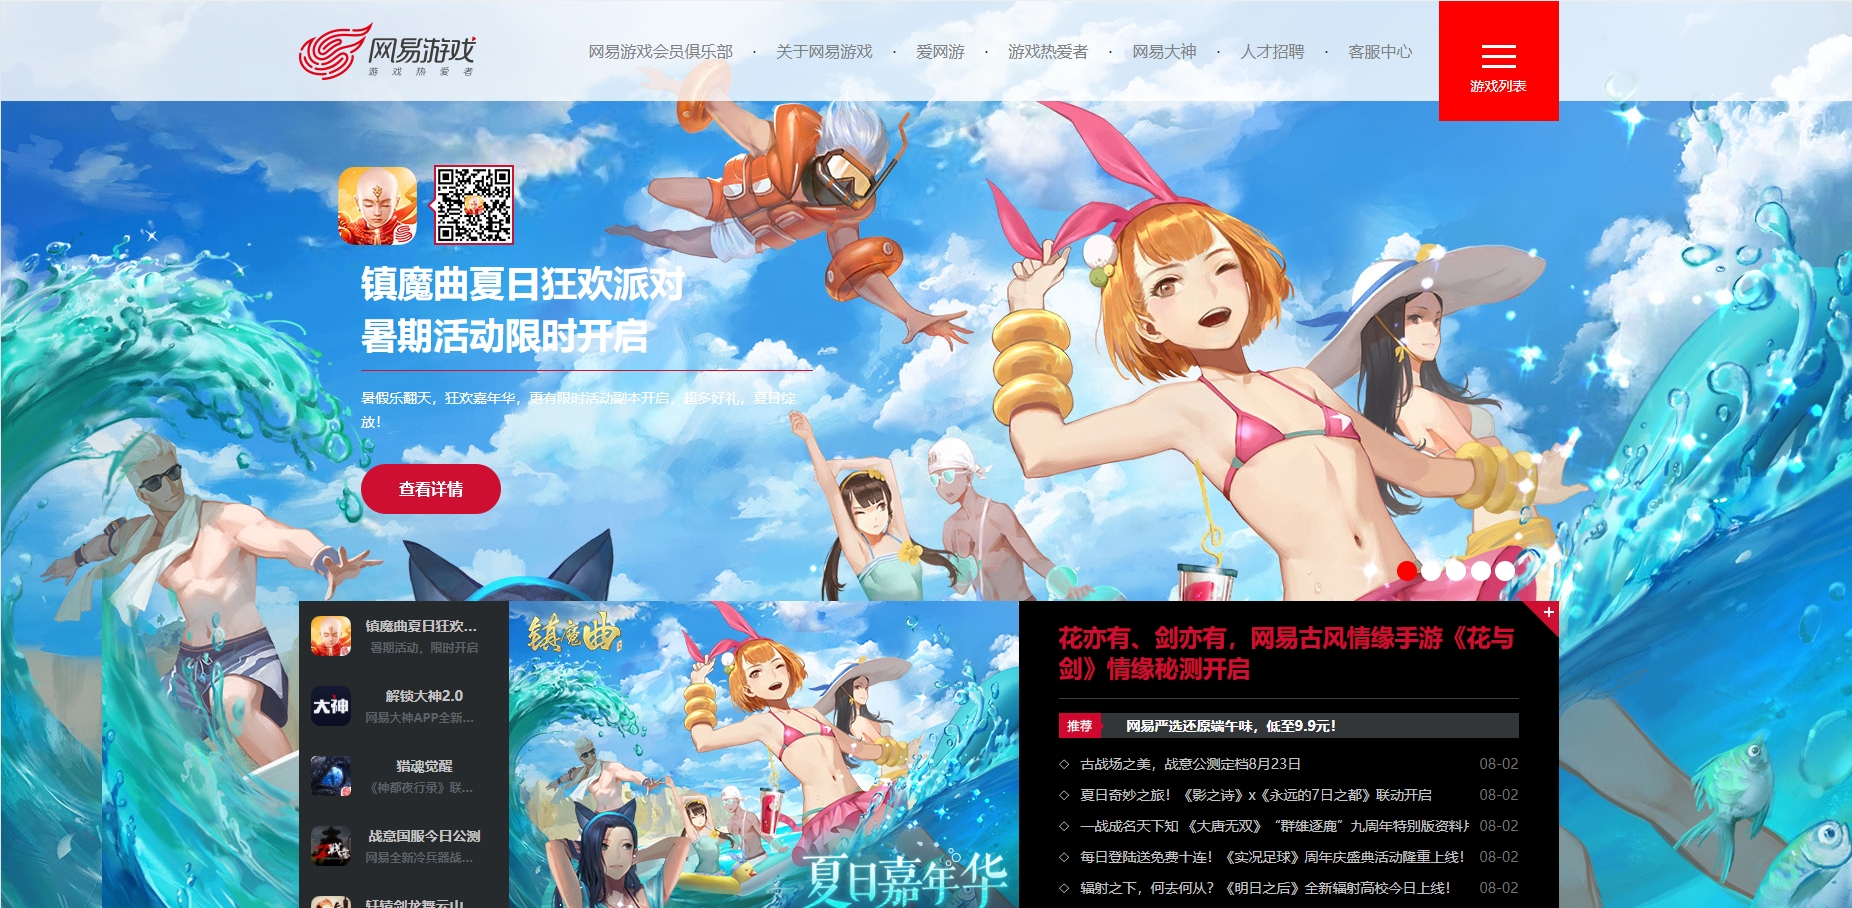 网易游戏
游戏热爱者
网易游戏会员俱乐部 · 关于网易游戏 · 爱网游 · 游戏热爱者 · 网易大神 · 人才招聘 · 客服中心
游戏列表
镇魔曲夏日狂欢派对
暑期活动限时开启
暑假乐翻天，狂欢嘉年华，更有限时活动副本开启，超多好礼，夏日绽
放！
查看详情
镇魔曲夏日狂欢...
暑期活动，限时开启
大神
解锁大神2.0
网易大神APP全新...
猎魂觉醒
《神都夜行录》联...
战意国服今日公测
网易全新冷兵器战...
轩辕剑龙舞云山
镇魔曲
夏日嘉年华
花亦有、剑亦有，网易古风情缘手游《花与
剑》情缘秘测开启
推荐 网易严选还原端午味，低至9.9元！
◇ 古战场之美，战意公测定档8月23日 08-02
◇ 夏日奇妙之旅！《影之诗》x《永远的7日之都》联动开启 08-02
◇ 一战成名天下知 《大唐无双》“群雄逐鹿”九周年特别版资料片 08-02
◇ 每日登陆送免费十连！《实况足球》周年庆盛典活动隆重上线！ 08-02
◇ 辐射之下，何去何从？《明日之后》全新辐射高校今日上线！ 08-02